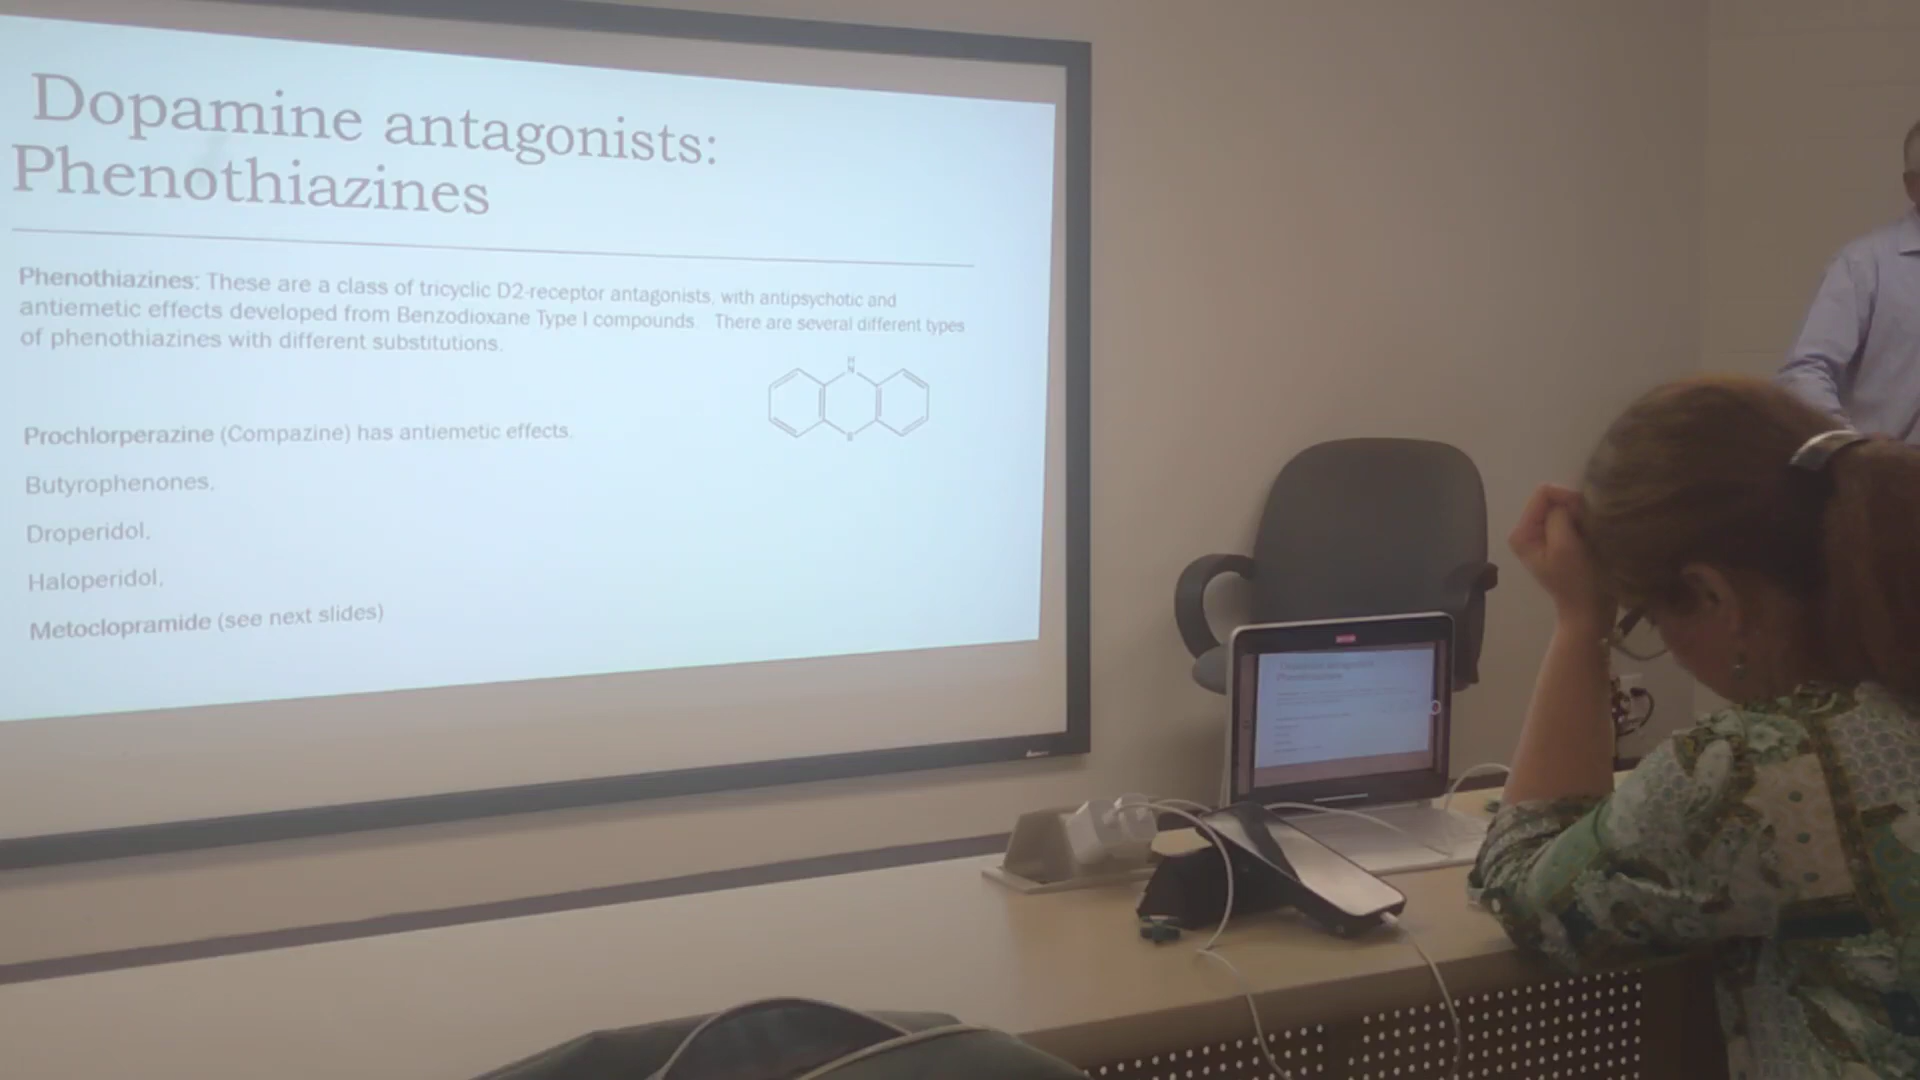 Dopamine antagonists:
Phenothiazines
Phenothiazines: These are a class of tricyclic D2-receptor antagonists, with antipsychotic and
antiemetic effects developed from Benzodioxane Type I compounds. There are several different types
of phenothiazines with different substitutions.
H
N
S
Prochlorperazine (Compazine) has antiemetic effects.
Butyrophenones,
Droperidol,
Haloperidol,
Metoclopramide (see next slides)